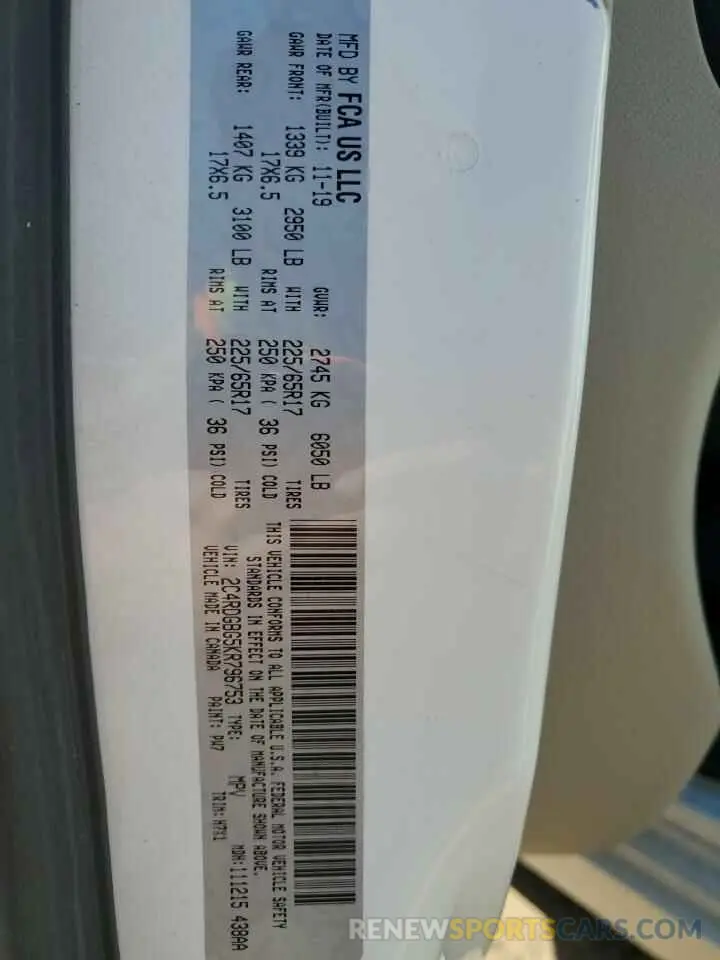 MFD BY FCA US LLC
DATE OF MFR(BUILT): 11-19 GVWR: 2745 KG 6050 LB
GAWR FRONT: 1339 KG 2950 LB WITH 225/65R17 TIRES
17X6.5 RIMS AT 250 KPA ( 36 PSI) COLD
GAWR REAR: 1407 KG 3100 LB WITH 225/65R17 TIRES
17X6.5 RIMS AT 250 KPA ( 36 PSI) COLD
THIS VEHICLE CONFORMS TO ALL APPLICABLE U.S.A. FEDERAL MOTOR VEHICLE SAFETY
STANDARDS IN EFFECT ON THE DATE OF MANUFACTURE SHOWN ABOVE.
VIN: 2C4RDGBG5KR796753 TYPE: MPV MDH:111215 438AA
VEHICLE MADE IN CANADA PAINT: PW7 TRIM:H7X1
RENEWSPORTSCARS.COM